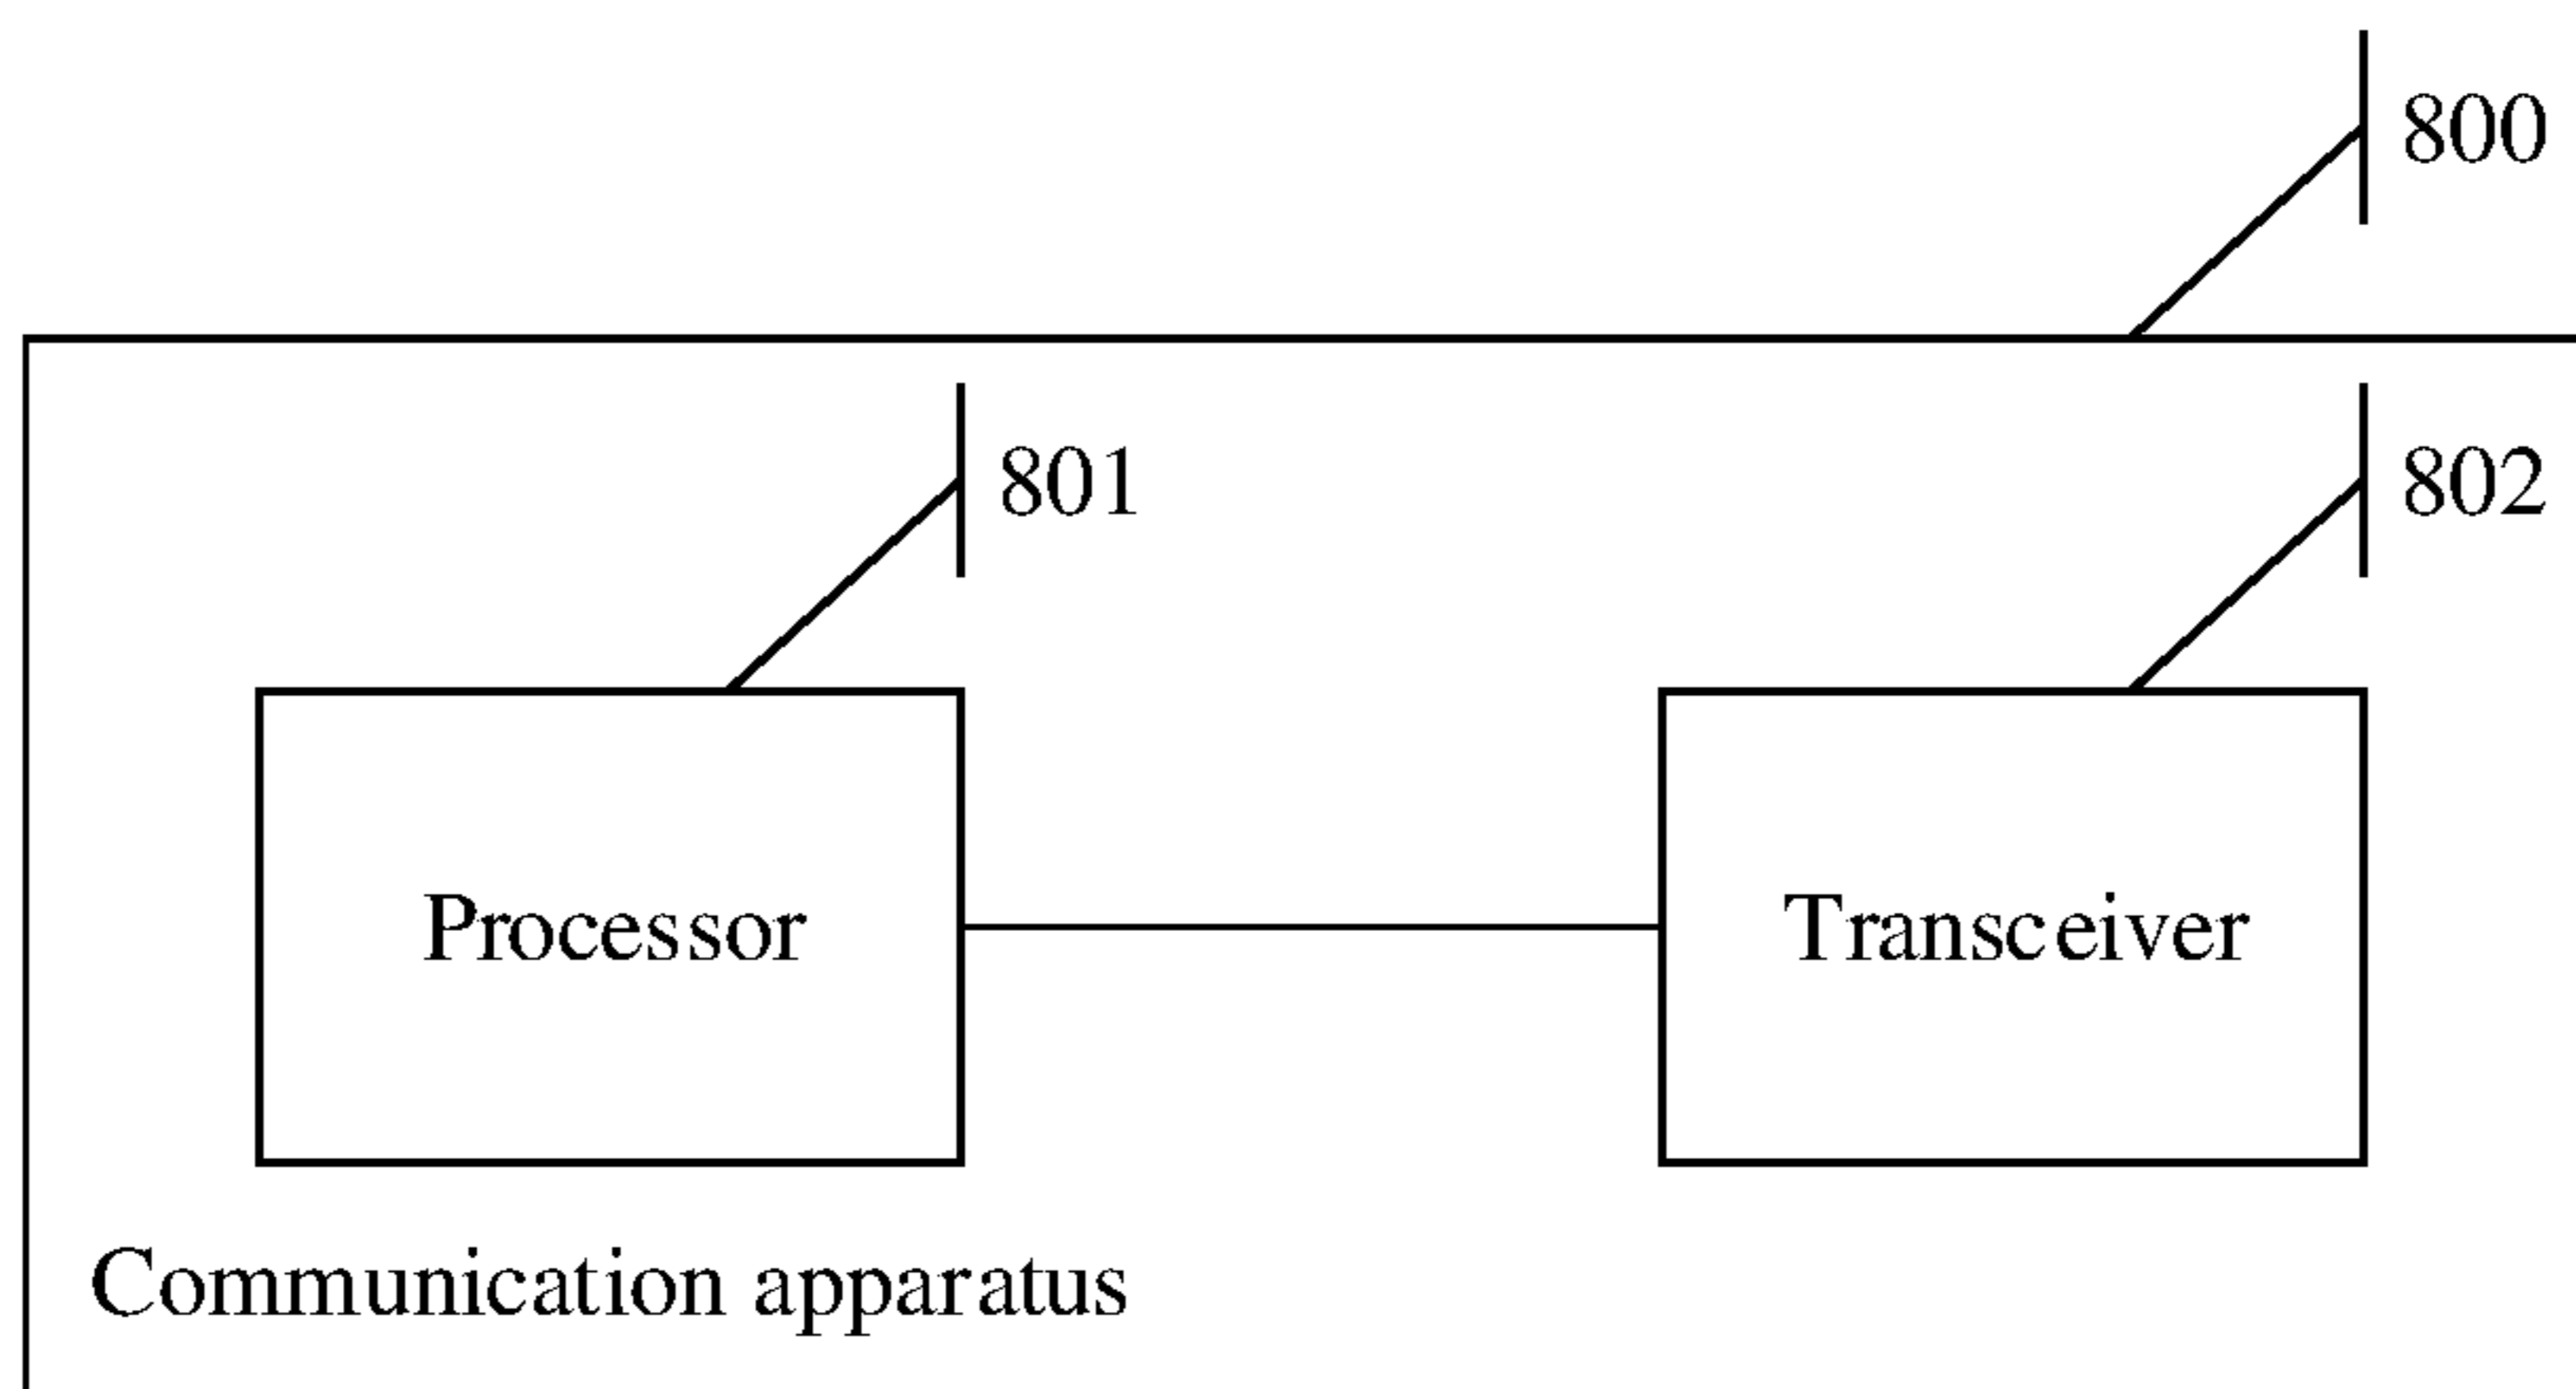 800
801
802
Processor
Transceiver
Communication apparatus